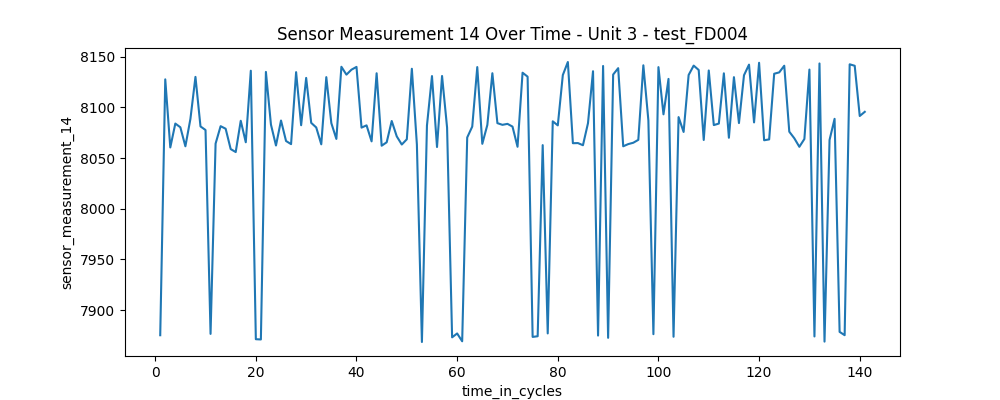 Sensor Measurement 14 Over Time - Unit 3 - test_FD004
sensor_measurement_14
8150
8100
8050
8000
7950
7900
0 20 40 60 80 100 120 140
time_in_cycles